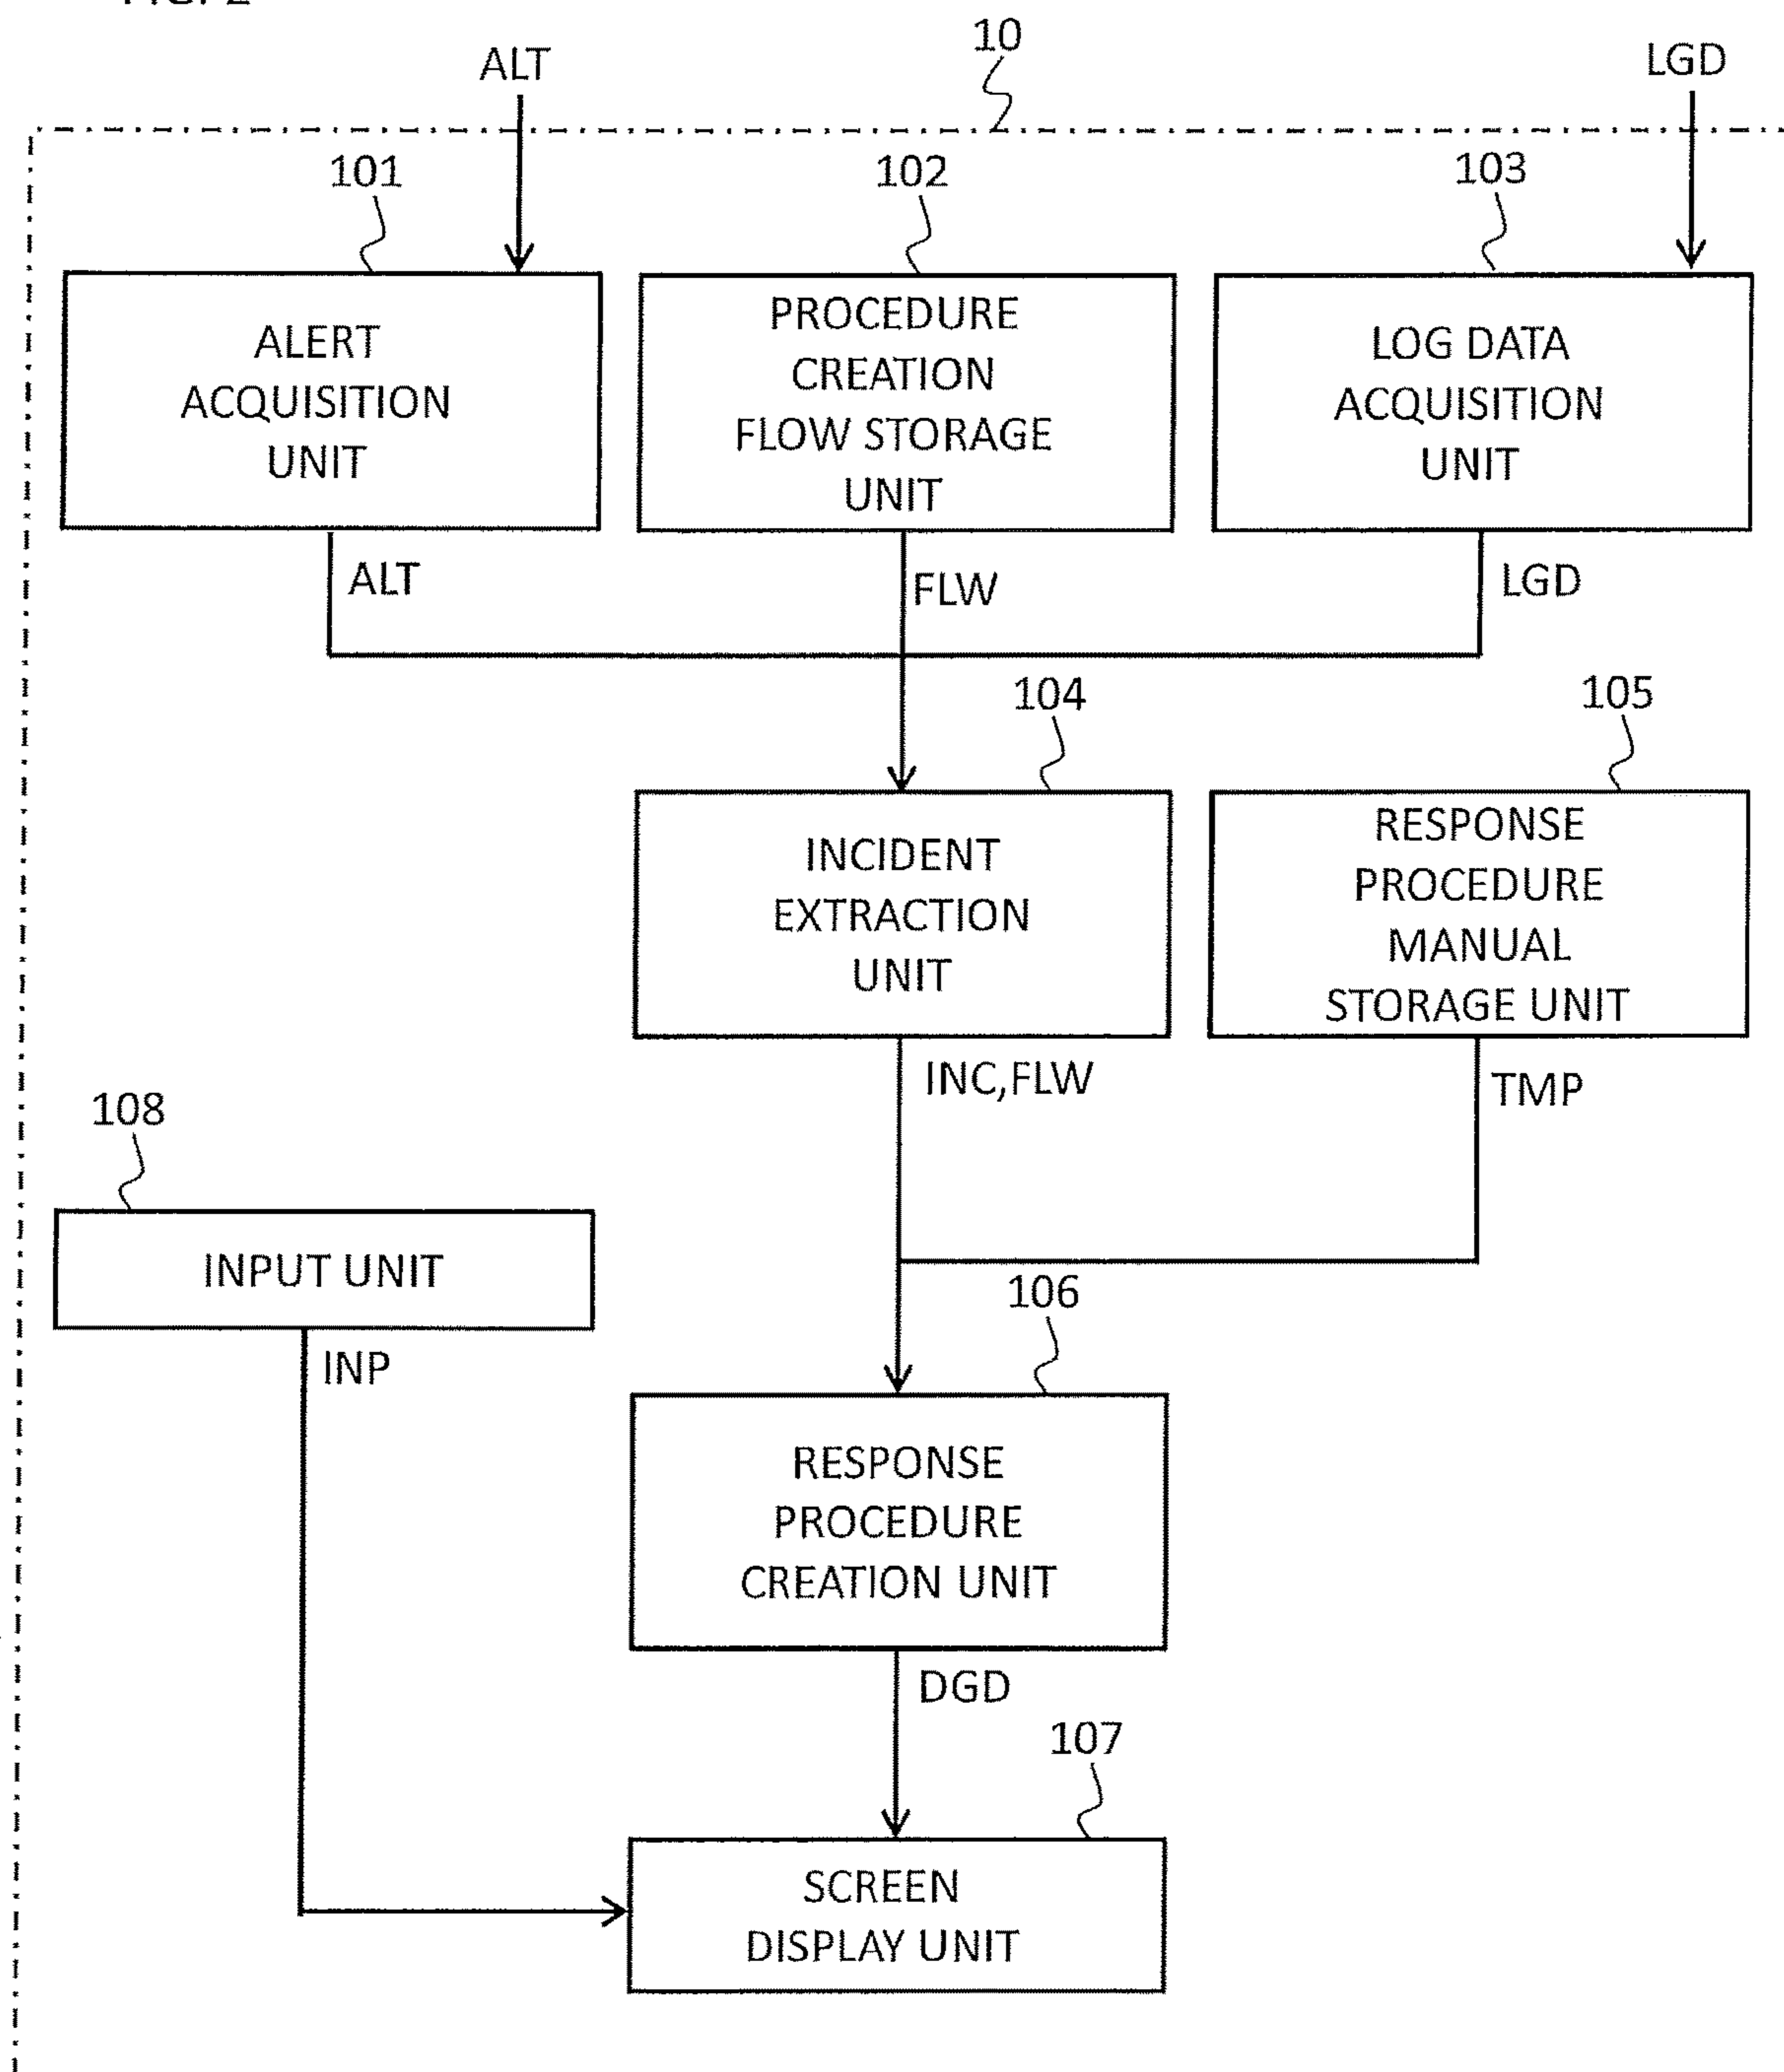 10
ALT
LGD
101
102
103
ALERT
ACQUISITION
UNIT
PROCEDURE
CREATION
FLOW STORAGE
UNIT
LOG DATA
ACQUISITION
UNIT
ALT
FLW
LGD
104
105
INCIDENT
EXTRACTION
UNIT
RESPONSE
PROCEDURE
MANUAL
STORAGE UNIT
INC,FLW
TMP
108
INPUT UNIT
INP
106
RESPONSE
PROCEDURE
CREATION UNIT
DGD
107
SCREEN
DISPLAY UNIT